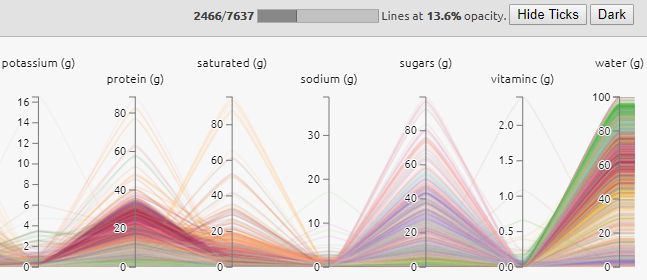 2466/7637 Lines at 13.6% opacity. Hide Ticks Dark
potassium (g) saturated (g) sugars (g) water (g)
protein (g) sodium (g) vitaminc (g)
16 14 12 10 8 6 4 2 0
80 60 40 20 0
80 60 40 20 0
30 20 10 0
80 60 40 20 0
2.0 1.5 1.0 0.5 0.0
100 80 60 40 20 0